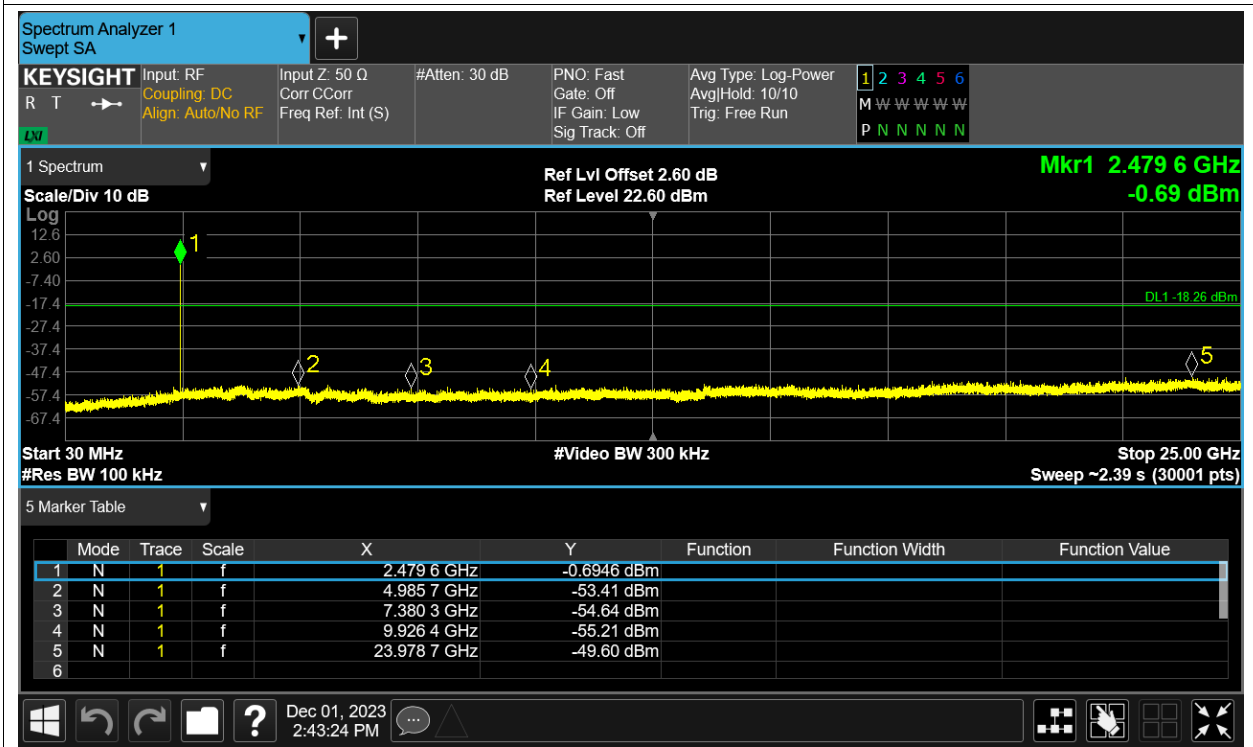 Spectrum Analyzer 1
Swept SA
+
KEYSIGHT
R T
LXI
Input: RF
Coupling: DC
Align: Auto/No RF
Input Z: 50 Ω
Corr CCorr
Freq Ref: Int (S)
#Atten: 30 dB
PNO: Fast
Gate: Off
IF Gain: Low
Sig Track: Off
Avg Type: Log-Power
Avg|Hold: 10/10
Trig: Free Run
1 2 3 4 5 6
M W W W W W
P N N N N N
1 Spectrum
Scale/Div 10 dB
Ref Lvl Offset 2.60 dB
Ref Level 22.60 dBm
Mkr1 2.479 6 GHz
-0.69 dBm
Log
12.6
2.60
-7.40
-17.4
-27.4
-37.4
-47.4
-57.4
-67.4
1
2
3
4
5
DL1 -18.26 dBm
Start 30 MHz
#Video BW 300 kHz
Stop 25.00 GHz
#Res BW 100 kHz
Sweep ~2.39 s (30001 pts)
5 Marker Table
Mode Trace Scale X Y Function Function Width Function Value
1 N 1 f 2.479 6 GHz -0.6946 dBm
2 N 1 f 4.985 7 GHz -53.41 dBm
3 N 1 f 7.380 3 GHz -54.64 dBm
4 N 1 f 9.926 4 GHz -55.21 dBm
5 N 1 f 23.978 7 GHz -49.60 dBm
6
?
Dec 01, 2023
2:43:24 PM